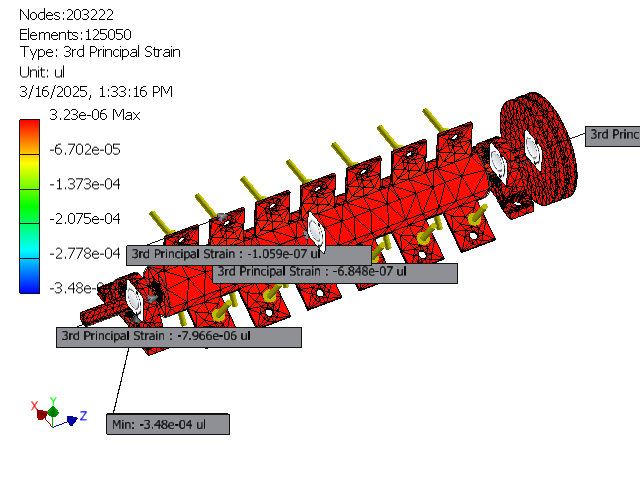 Nodes:203222
Elements:125050
Type: 3rd Principal Strain
Unit: ul
3/16/2025, 1:33:16 PM
3.23e-06 Max
-6.702e-05
-1.373e-04
-2.075e-04
-2.778e-04
-3.48e-0
3rd Princ
3rd Principal Strain : -1.059e-07 ul
3rd Principal Strain : -6.848e-07 ul
3rd Principal Strain : -7.966e-06 ul
Min: -3.48e-04 ul
X Y Z